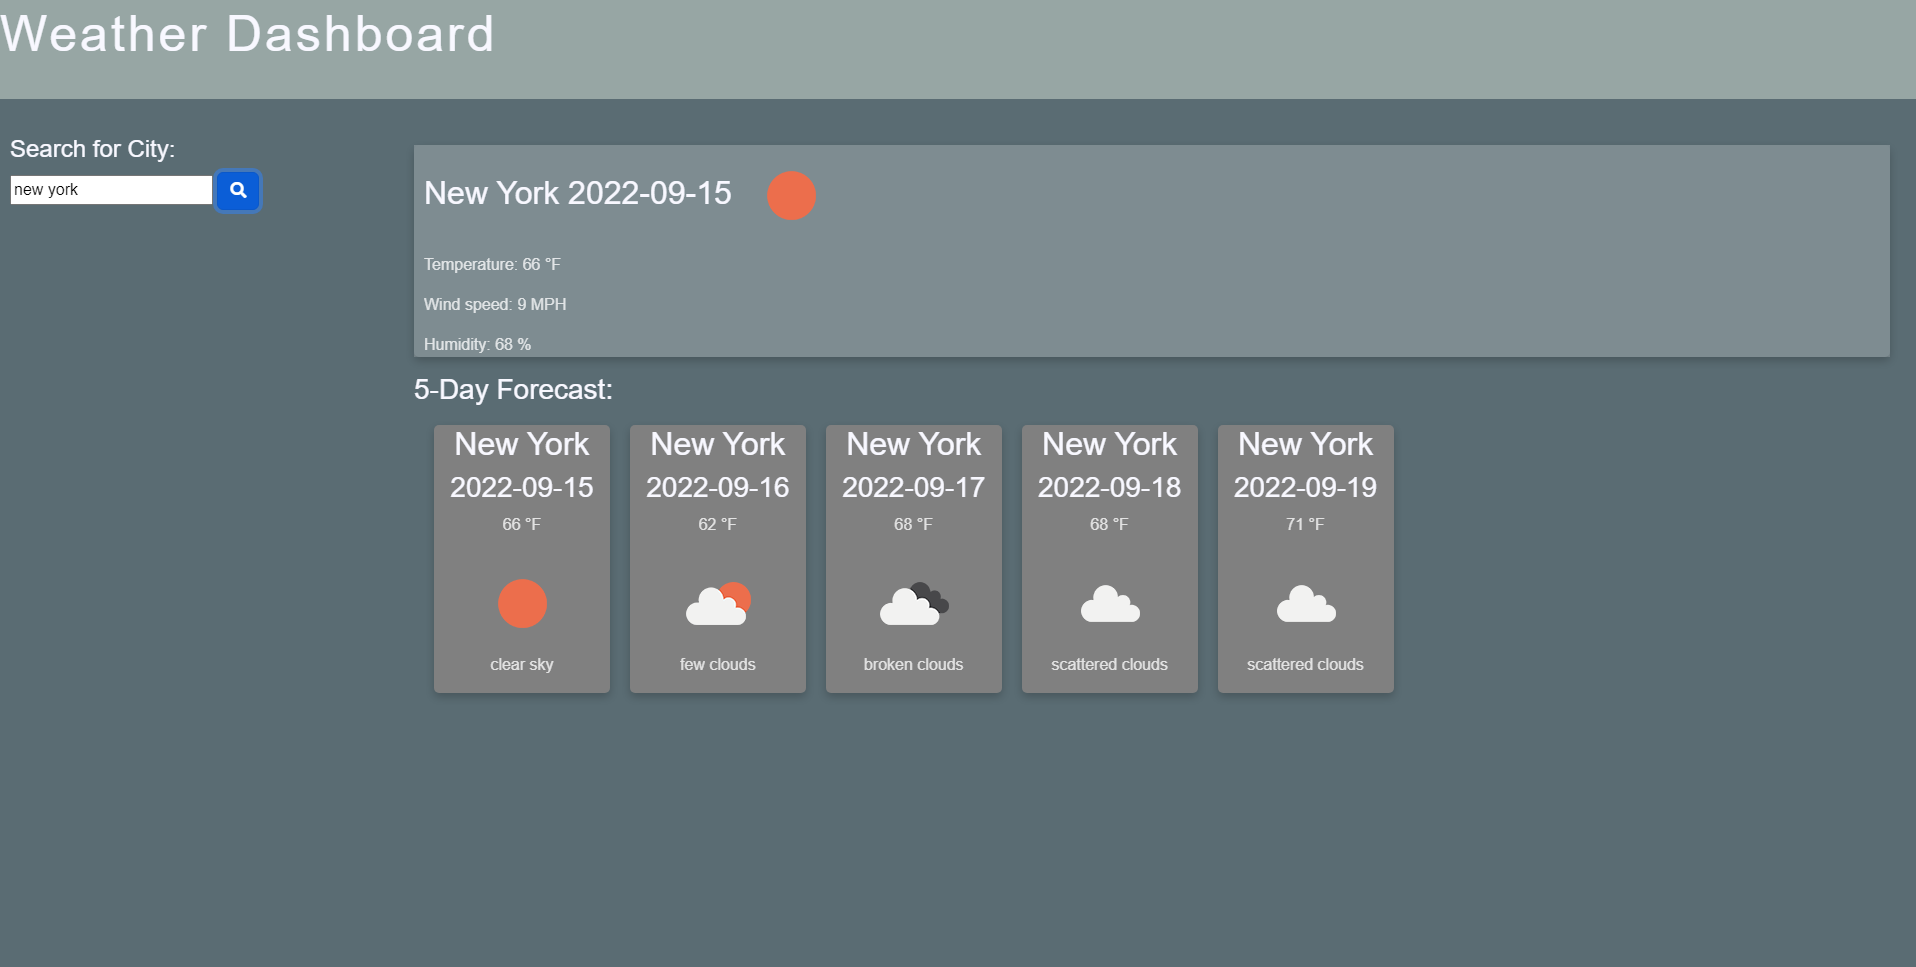 Weather Dashboard
Search for City:
new york
New York 2022-09-15
Temperature: 66 °F
Wind speed: 9 MPH
Humidity: 68 %
5-Day Forecast:
New York
2022-09-15
66 °F
clear sky
New York
2022-09-16
62 °F
few clouds
New York
2022-09-17
68 °F
broken clouds
New York
2022-09-18
68 °F
scattered clouds
New York
2022-09-19
71 °F
scattered clouds